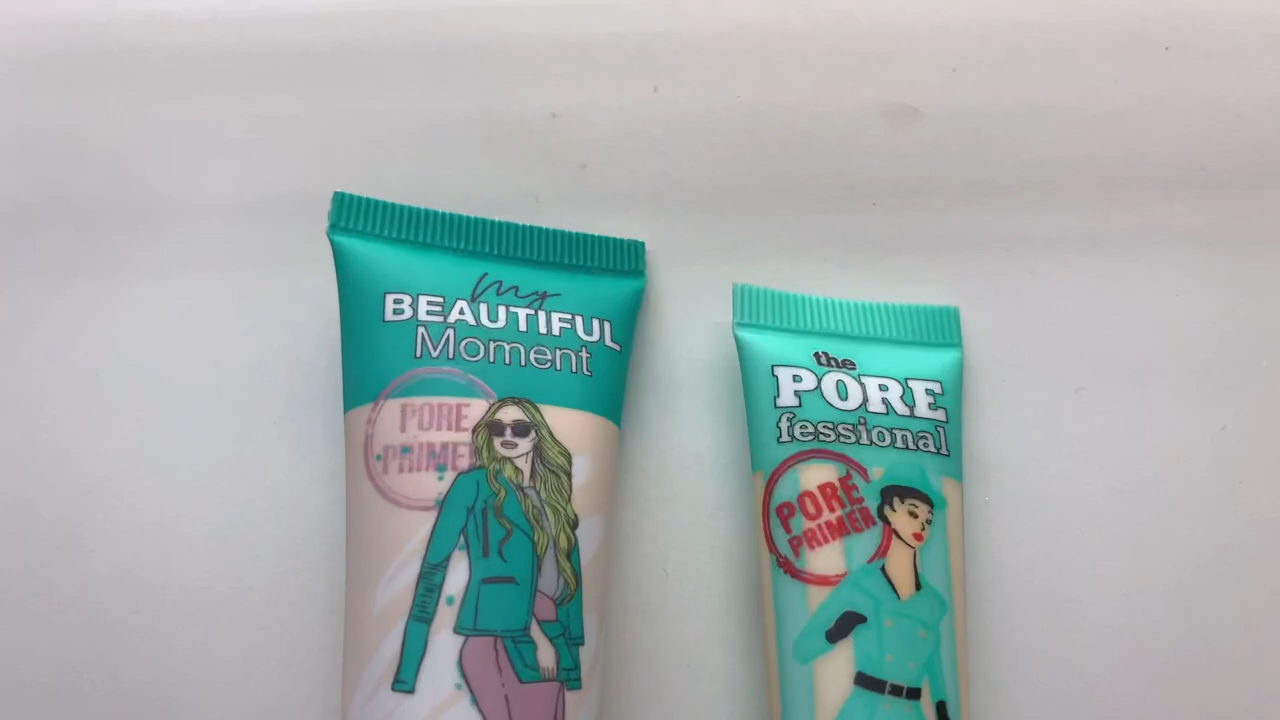 my
BEAUTIFUL
Moment
PORE
PRIMER
the
PORE
fessional
PORE
PRIMER